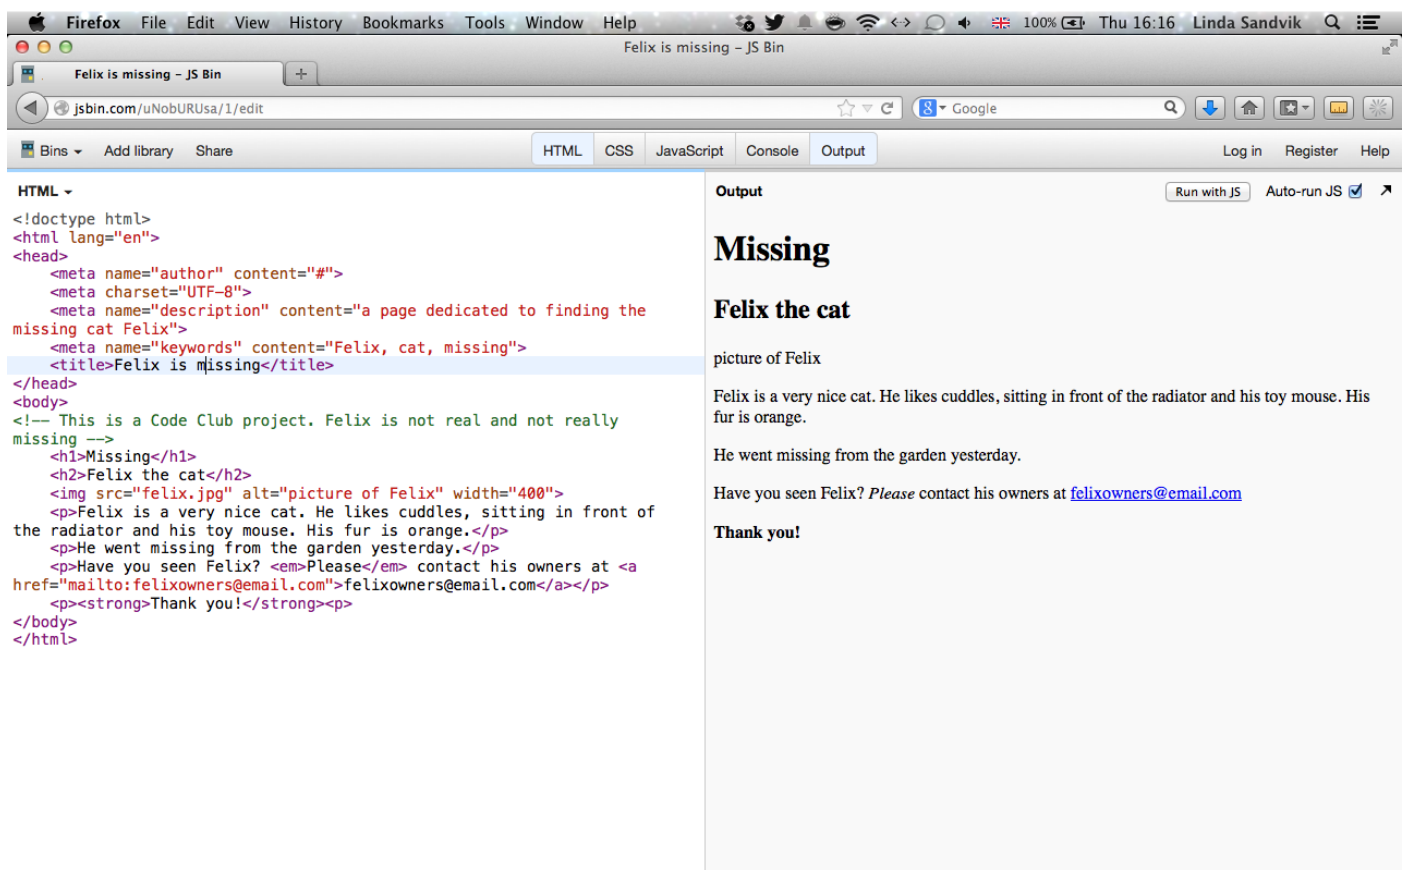 Firefox File Edit View History Bookmarks Tools Window Help 100% Thu 16:16 Linda Sandvik
Felix is missing – JS Bin
Felix is missing – JS Bin
jsbin.com/uNobURUsa/1/edit
Google
Bins Add library Share HTML CSS JavaScript Console Output Log in Register Help
HTML
<!doctype html>
<html lang="en">
<head>
    <meta name="author" content="#">
    <meta charset="UTF-8">
    <meta name="description" content="a page dedicated to finding the
missing cat Felix">
    <meta name="keywords" content="Felix, cat, missing">
    <title>Felix is missing</title>
</head>
<body>
<!-- This is a Code Club project. Felix is not real and not really
missing -->
    <h1>Missing</h1>
    <h2>Felix the cat</h2>
    <img src="felix.jpg" alt="picture of Felix" width="400">
    <p>Felix is a very nice cat. He likes cuddles, sitting in front of
the radiator and his toy mouse. His fur is orange.</p>
    <p>He went missing from the garden yesterday.</p>
    <p>Have you seen Felix? <em>Please</em> contact his owners at <a
href="mailto:felixowners@email.com">felixowners@email.com</a></p>
    <p><strong>Thank you!</strong><p>
</body>
</html>
Output Run with JS Auto-run JS
Missing
Felix the cat
picture of Felix
Felix is a very nice cat. He likes cuddles, sitting in front of the radiator and his toy mouse. His
fur is orange.
He went missing from the garden yesterday.
Have you seen Felix? Please contact his owners at felixowners@email.com
Thank you!